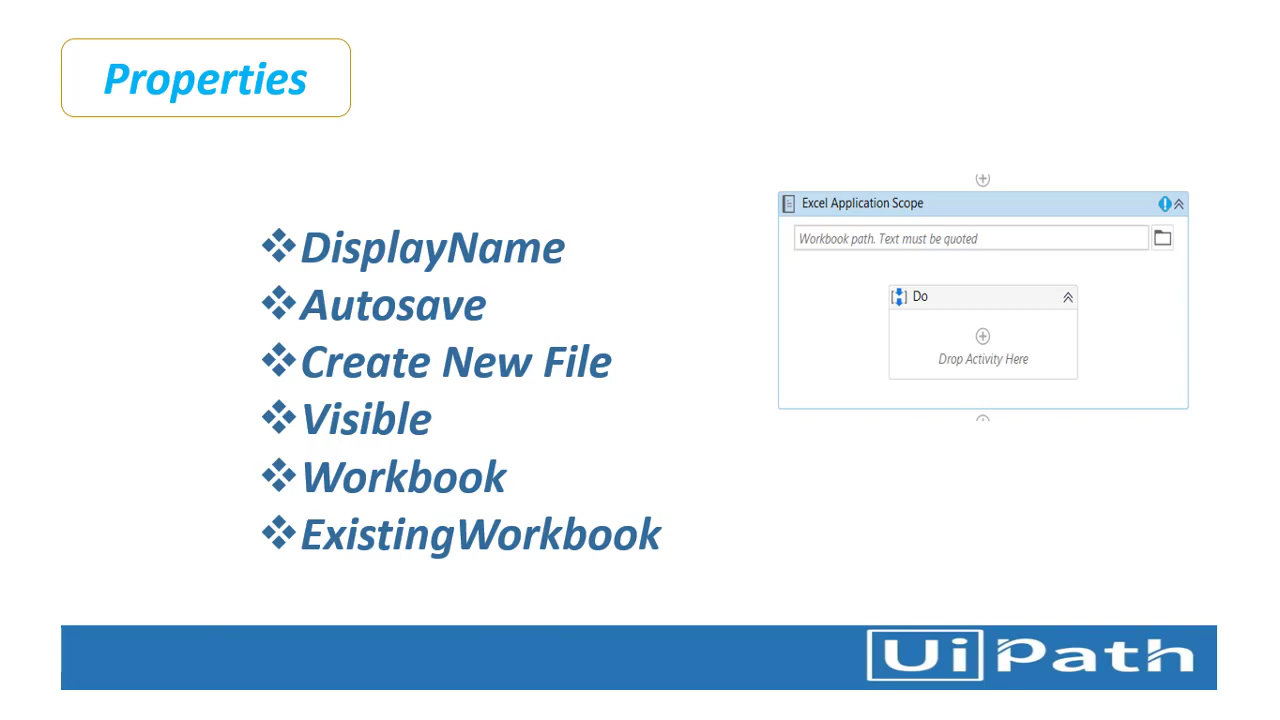 Properties
DisplayName
Autosave
Create New File
Visible
Workbook
ExistingWorkbook
Excel Application Scope
Workbook path. Text must be quoted
Do
Drop Activity Here
UiPath